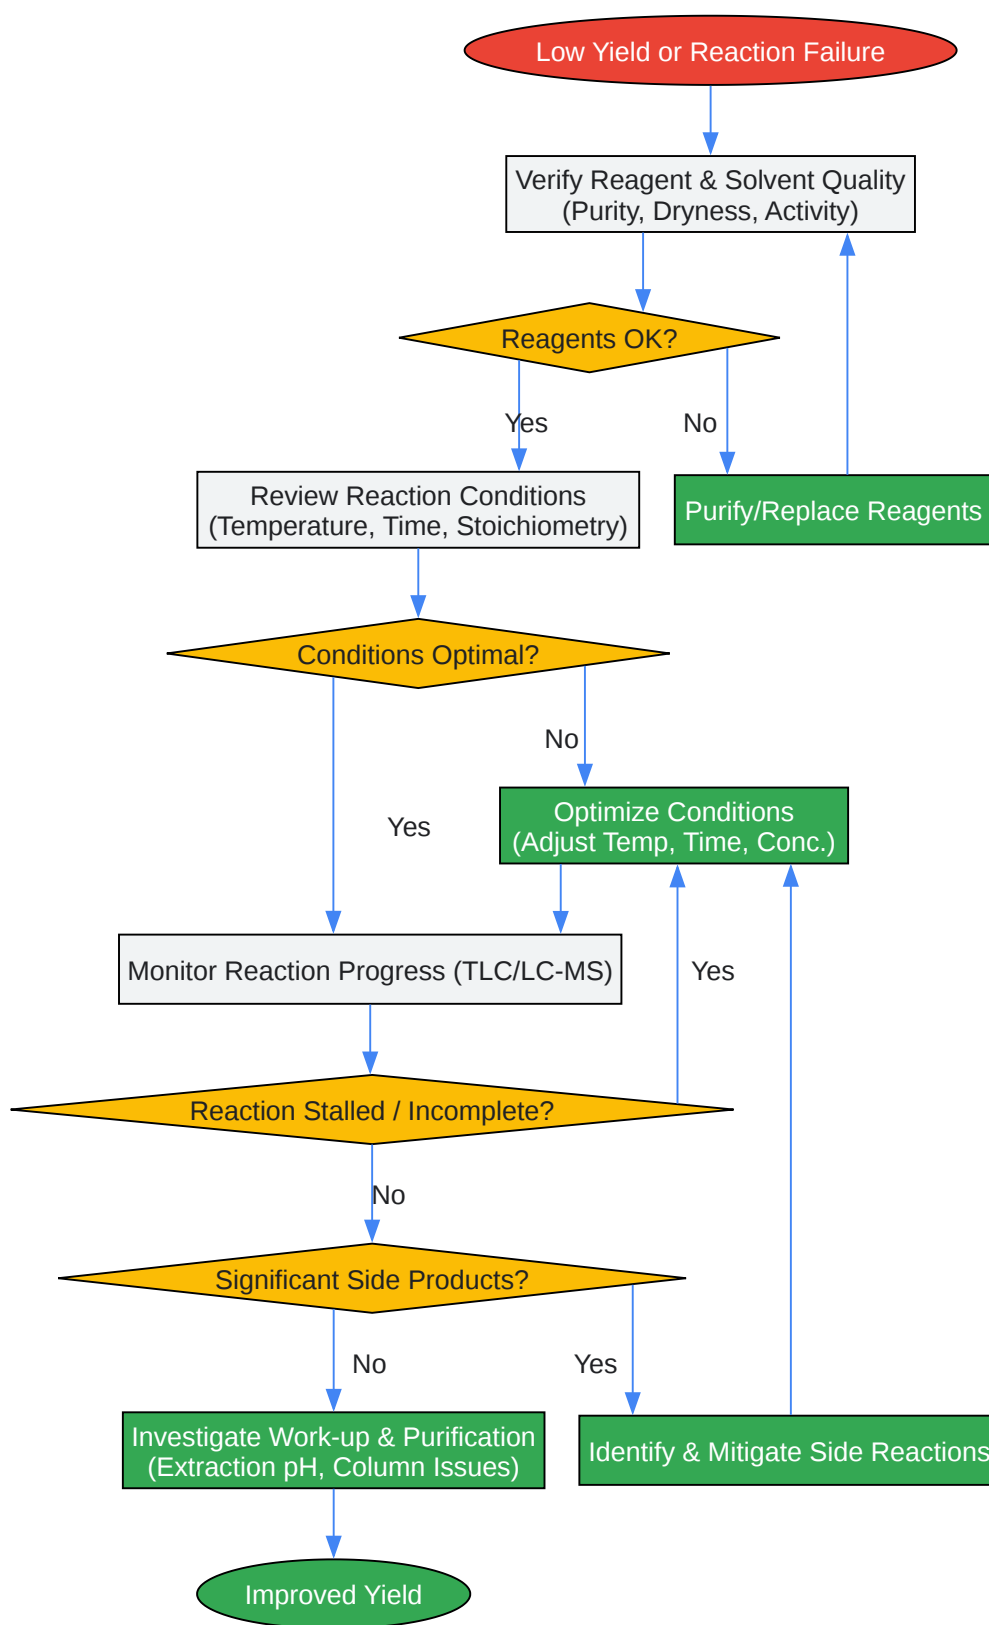 Low Yield or Reaction Failure
Verify Reagent & Solvent Quality
(Purity, Dryness, Activity)
Reagents OK?
Yes
No
Review Reaction Conditions
(Temperature, Time, Stoichiometry)
Purify/Replace Reagents
Conditions Optimal?
No
Yes
Optimize Conditions
(Adjust Temp, Time, Conc.)
Monitor Reaction Progress (TLC/LC-MS)
Yes
Reaction Stalled / Incomplete?
No
Significant Side Products?
No
Yes
Investigate Work-up & Purification
(Extraction pH, Column Issues)
Identify & Mitigate Side Reactions
Improved Yield